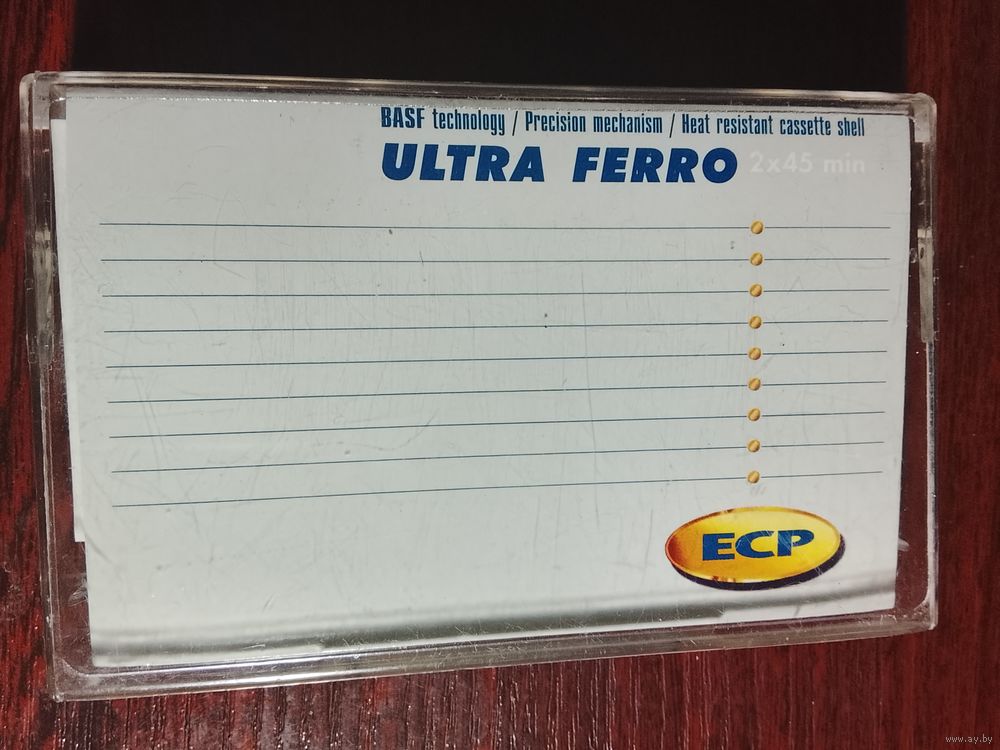 BASF technology / Precision mechanism / Heat resistant cassette shell
ULTRA FERRO 2x45 min
ECP
www.ay.by